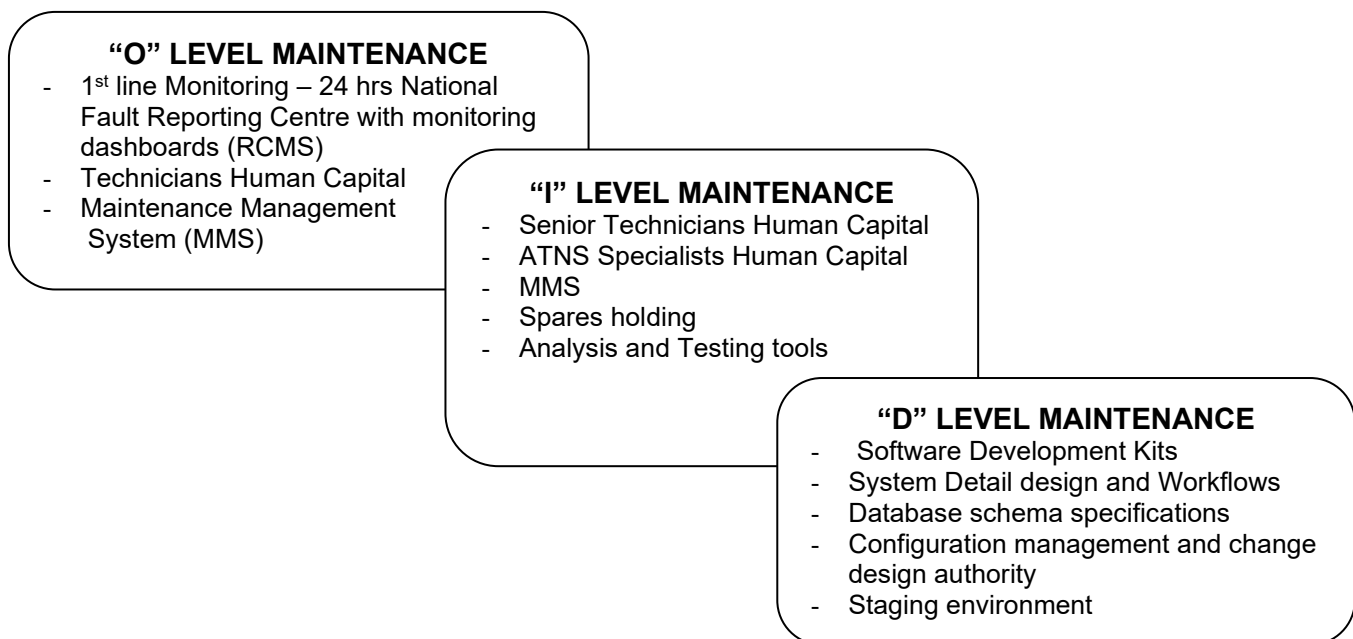 “O” LEVEL MAINTENANCE
- 1st line Monitoring – 24 hrs National
Fault Reporting Centre with monitoring
dashboards (RCMS)
- Technicians Human Capital
- Maintenance Management
System (MMS)
“I” LEVEL MAINTENANCE
- Senior Technicians Human Capital
- ATNS Specialists Human Capital
- MMS
- Spares holding
- Analysis and Testing tools
“D” LEVEL MAINTENANCE
- Software Development Kits
- System Detail design and Workflows
- Database schema specifications
- Configuration management and change
design authority
- Staging environment